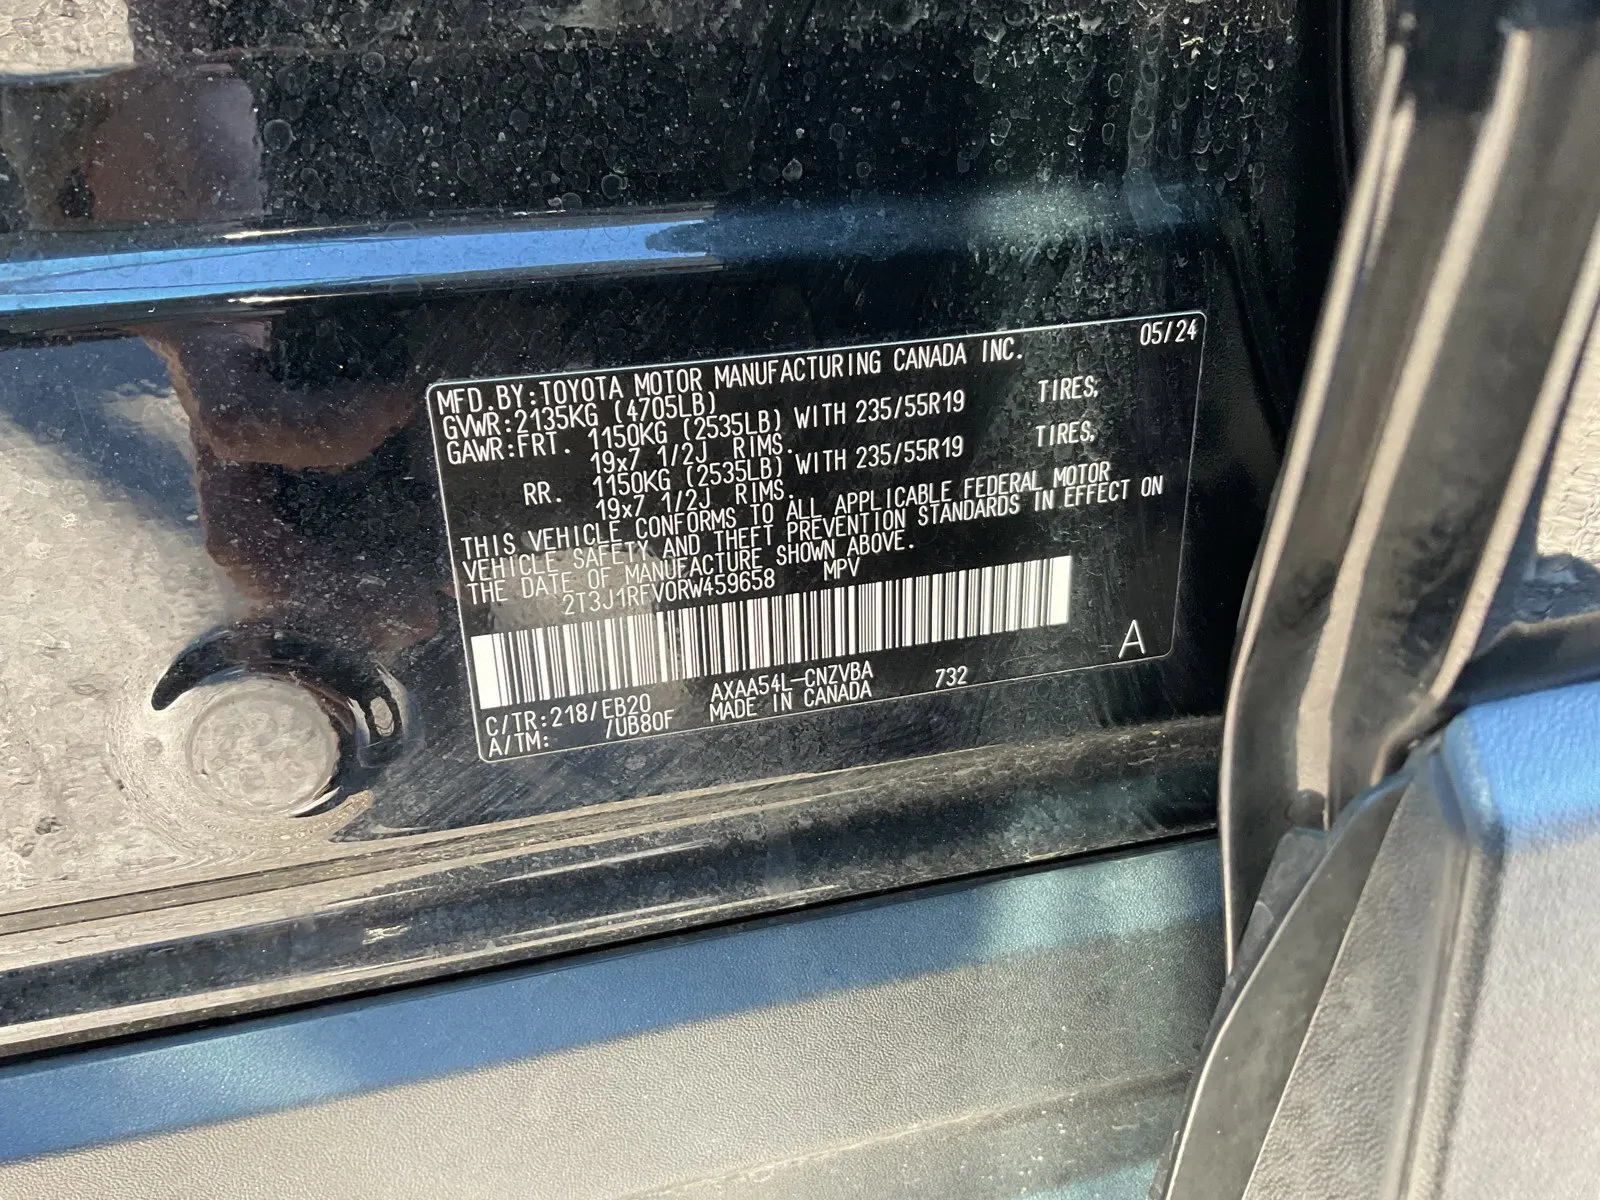 05/24
MFD.BY:TOYOTA MOTOR MANUFACTURING CANADA INC.
GVWR:2135KG (4705LB)
GAWR:FRT. 1150KG (2535LB) WITH 235/55R19 TIRES,
19x7 1/2J RIMS.
RR. 1150KG (2535LB) WITH 235/55R19 TIRES,
19x7 1/2J RIMS.
THIS VEHICLE CONFORMS TO ALL APPLICABLE FEDERAL MOTOR
VEHICLE SAFETY AND THEFT PREVENTION STANDARDS IN EFFECT ON
THE DATE OF MANUFACTURE SHOWN ABOVE.
2T3J1RFV0RW459658 MPV
A
C/TR:218/EB20 AXAA54L-CNZVBA 732
A/TM: /UB80F MADE IN CANADA